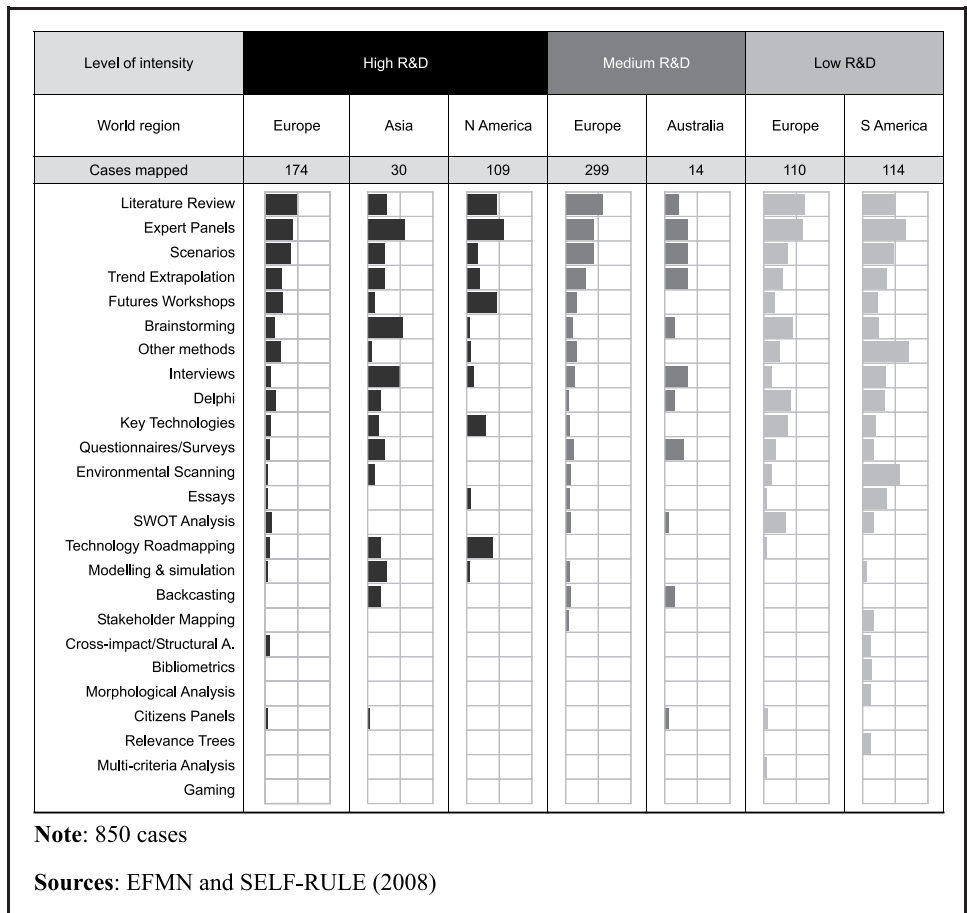 Level of intensity High R&D Medium R&D Low R&D
World region Europe Asia N America Europe Australia Europe S America
Cases mapped 174 30 109 299 14 110 114
Literature Review
Expert Panels
Scenarios
Trend Extrapolation
Futures Workshops
Brainstorming
Other methods
Interviews
Delphi
Key Technologies
Questionnaires/Surveys
Environmental Scanning
Essays
SWOT Analysis
Technology Roadmapping
Modelling & simulation
Backcasting
Stakeholder Mapping
Cross-impact/Structural A.
Bibliometrics
Morphological Analysis
Citizens Panels
Relevance Trees
Multi-criteria Analysis
Gaming
Note: 850 cases
Sources: EFMN and SELF-RULE (2008)